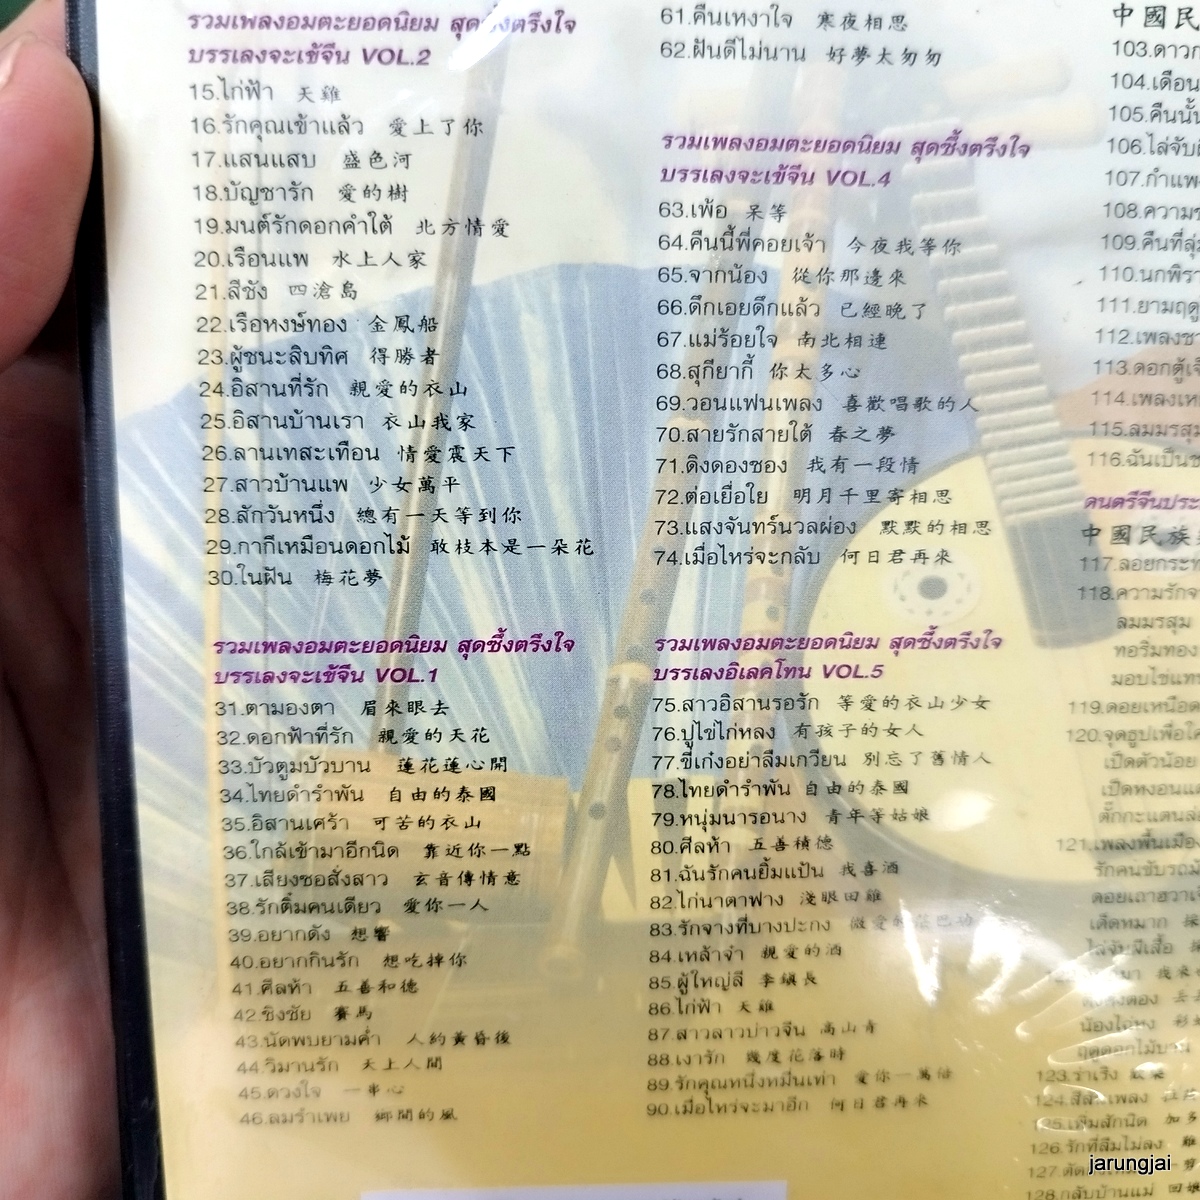 รวมเพลงอมตะยอดนิยม สุดซึ้งตรึงใจ
บรรเลงจะเข้จีน VOL.2
15.ไก่ฟ้า 天雞
16.รักคุณเข้าแล้ว 愛上了你
17.แสนแสบ 盛色河
18.บัญชารัก 愛的樹
19.มนต์รักดอกคำใต้ 北方情愛
20.เรือนแพ 水上人家
21.สีชัง 四滄島
22.เรือหงษ์ทอง 金鳳船
23.ผู้ชนะสิบทิศ 得勝者
24.อิสานที่รัก 親愛的衣山
25.อิสานบ้านเรา 衣山我家
26.ลานเทสะเทือน 情愛震天下
27.สาวบ้านแพ 少女萬平
28.สักวันหนึ่ง 總有一天等到你
29.กากีเหมือนดอกไม้ 敢枝本是一朵花
30.ในฝัน 梅花夢
รวมเพลงอมตะยอดนิยม สุดซึ้งตรึงใจ
บรรเลงจะเข้จีน VOL.1
31.ตามองตา 眉來眼去
32.ดอกฟ้าที่รัก 親愛的天花
33.บัวตูมบัวบาน 蓮花蓮心開
34.ไทยดำรำพัน 自由的泰國
35.อิสานเศร้า 可苦的衣山
36.ใกล้เข้ามาอีกนิด 靠近你一點
37.เสียงซอสั่งสาว 玄音傳情意
38.รักติ๋มคนเดียว 愛你一人
39.อยากดัง 想響
40.อยากกินรัก 想吃掉你
41.ศีลห้า 五善和德
42.ชิงชัย 賽馬
43.นัดพบยามค่ำ 人約黃昏後
44.วิมานรัก 天上人間
45.ดวงใจ 一串心
46.ลมรำเพย 鄉間的風
61.คืนเหงาใจ 寒夜相思
62.ฝันดีไม่นาน 好夢太匆匆
รวมเพลงอมตะยอดนิยม สุดซึ้งตรึงใจ
บรรเลงจะเข้จีน VOL.4
63.เพ้อ 呆等
64.คืนนี้พี่คอยเจ้า 今夜我等你
65.จากน้อง 從你那邊來
66.ดึกเอยดึกแล้ว 已經晚了
67.แม่ร้อยใจ 南北相連
68.สุกียากี้ 你太多心
69.วอนแฟนเพลง 喜歡唱歌的人
70.สายรักสายใต้ 春之夢
71.ดิงดองซอง 我有一段情
72.ต่อเยื่อใย 明月千里寄相思
73.แสงจันทร์นวลผ่อง 默默的相思
74.เมื่อไหร่จะกลับ 何日君再來
รวมเพลงอมตะยอดนิยม สุดซึ้งตรึงใจ
บรรเลงอิเลคโทน VOL.5
75.สาวอิสานรอรัก 等愛的衣山少女
76.ปูไข่ไก่หลง 有孩子的女人
77.ขี่เก๋งอย่าลืมเกวียน 別忘了舊情人
78.ไทยดำรำพัน 自由的泰國
79.หนุ่มนารอนาง 青年等姑娘
80.ศีลห้า 五善積德
81.ฉันรักคนยิ้มแป้น 我喜酒
82.ไก่นาตาฟาง 淺眼田雞
83.รักจางที่บางปะกง
84.เหล้าจ๋า 親愛的酒
85.ผู้ใหญ่ลี 李鎮長
86.ไก่ฟ้า 天雞
87.สาวลาวบ่าวจีน 高山青
88.เงารัก 幾度花落時
89.รักคุณหนึ่งหมื่นเท่า 愛你一萬倍
90.เมื่อไหร่จะมาอีก 何日君再來
中國民
103.ดาว
104.เดือน
105.คืนนั้
106.ไล่จับ
107.กำแพ
108.ความ
109.คืนที่
110.นกพิรา
111.ยามฤดู
112.เพลง
113.ดอก
114.เพลง
115.ลมมรสุม
116.ฉันเป็น
ดนตรีจีนประ
中國民族
117.ลอยกระ
118.ความรัก
ลมมรสุม
ทอริ่มทอง
มอบไข่แท
119.ดอยเหนือ
120.จุดธูปเพื่อ
เปิดตัวน้อย
121.เพลงพื้นเมือง
รักคนขับรถ
เด็ดหมาก
ไล่จับผีเสื้อ
123.ร่าเริง
126.รักที่ลืมไม่ลง
128.กลับบ้านแม่
jarungjai